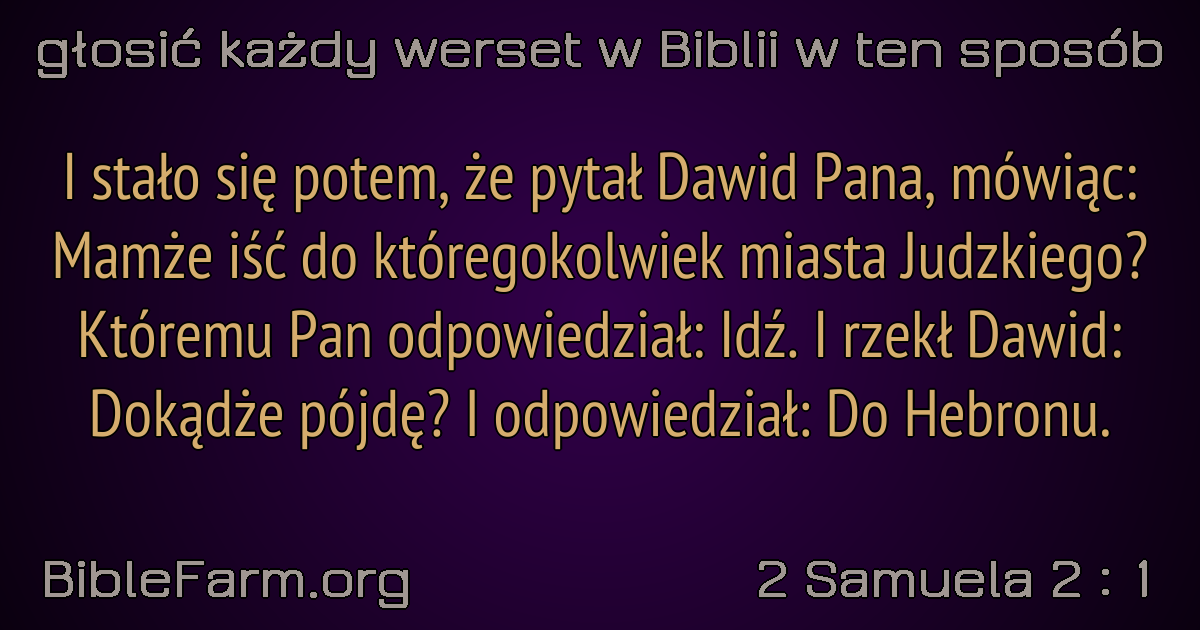 głosić każdy werset w Biblii w ten sposób
I stało się potem, że pytał Dawid Pana, mówiąc:
Mamże iść do któregokolwiek miasta Judzkiego?
Któremu Pan odpowiedział: Idź. I rzekł Dawid:
Dokądże pójdę? I odpowiedział: Do Hebronu.
BibleFarm.org
2 Samuela 2 : 1